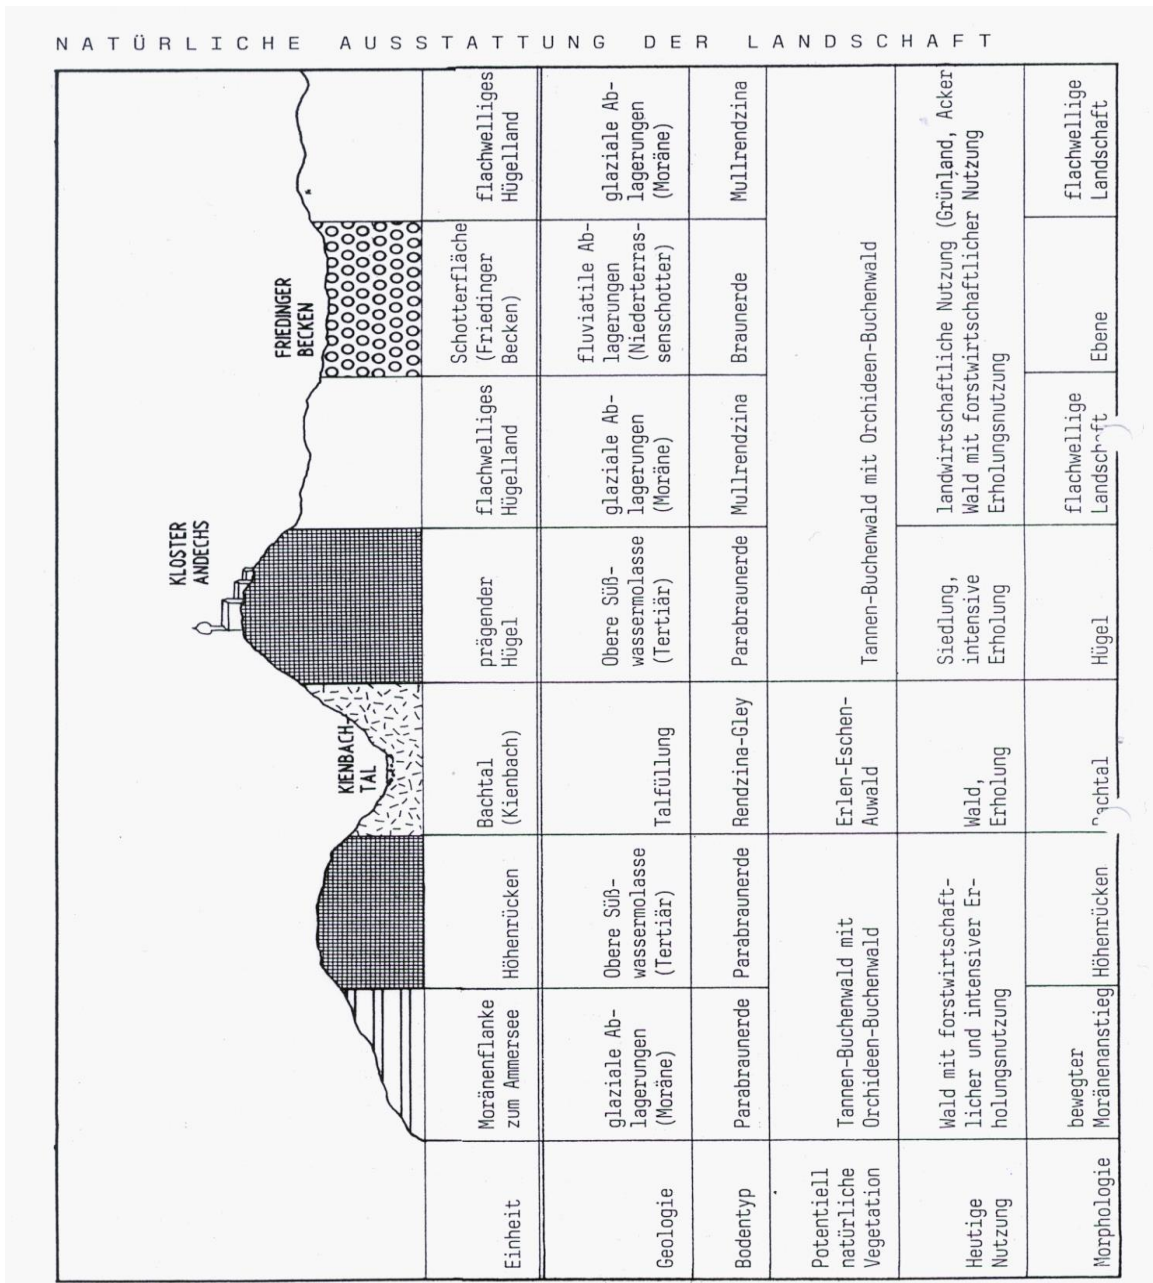 NATÜRLICHE AUSSTATTUNG DER LANDSCHAFT
KLOSTER
ANDECHS
FRIEDINGER
BECKEN
KIENBACH-
TAL
Einheit
Moränenflanke
zum Ammersee
Höhenrücken
Bachtal
(Kienbach)
prägender
Hügel
flachwelliges
Hügelland
Schotterfläche
(Friedinger
Becken)
flachwelliges
Hügelland
Geologie
glaziale Ab-
lagerungen
(Moräne)
Obere Süß-
wassermolasse
(Tertiär)
Talfüllung
Obere Süß-
wassermolasse
(Tertiär)
glaziale Ab-
lagerungen
(Moräne)
fluviatile Ab-
lagerungen
(Niederterras-
senschotter)
glaziale Ab-
lagerungen
(Moräne)
Bodentyp
Parabraunerde
Parabraunerde
Rendzina-Gley
Parabraunerde
Mullrendzina
Braunerde
Mullrendzina
Potentiell
natürliche
Vegetation
Tannen-Buchenwald mit
Orchideen-Buchenwald
Erlen-Eschen-
Auwald
Tannen-Buchenwald mit Orchideen-Buchenwald
Heutige
Nutzung
Wald mit forstwirtschaft-
licher und intensiver Er-
holungsnutzung
Wald,
Erholung
Siedlung,
intensive
Erholung
landwirtschaftliche Nutzung (Grünland, Acker
Wald mit forstwirtschaftlicher Nutzung
Erholungsnutzung
Morphologie
bewegter
Moränenanstieg
Höhenrücken
Bachtal
Hügel
flachwellige
Landschaft
Ebene
flachwellige
Landschaft